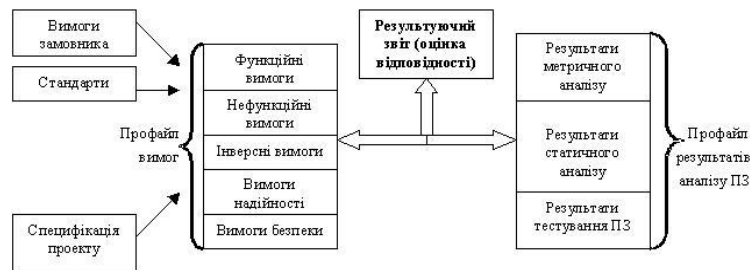 Вимоги
замовника
Стандарти
Специфікація
проекту
Профайл
вимог
Функційні
вимоги
Нефункційні
вимоги
Інверсні вимоги
Вимоги
надійності
Вимоги безпеки
Результуючий
звіт (оцінка
відповідності)
Результати
метричного
аналізу
Результати
статичного
аналізу
Результати
тестування ПЗ
Профайл
результатів
аналізу ПЗ